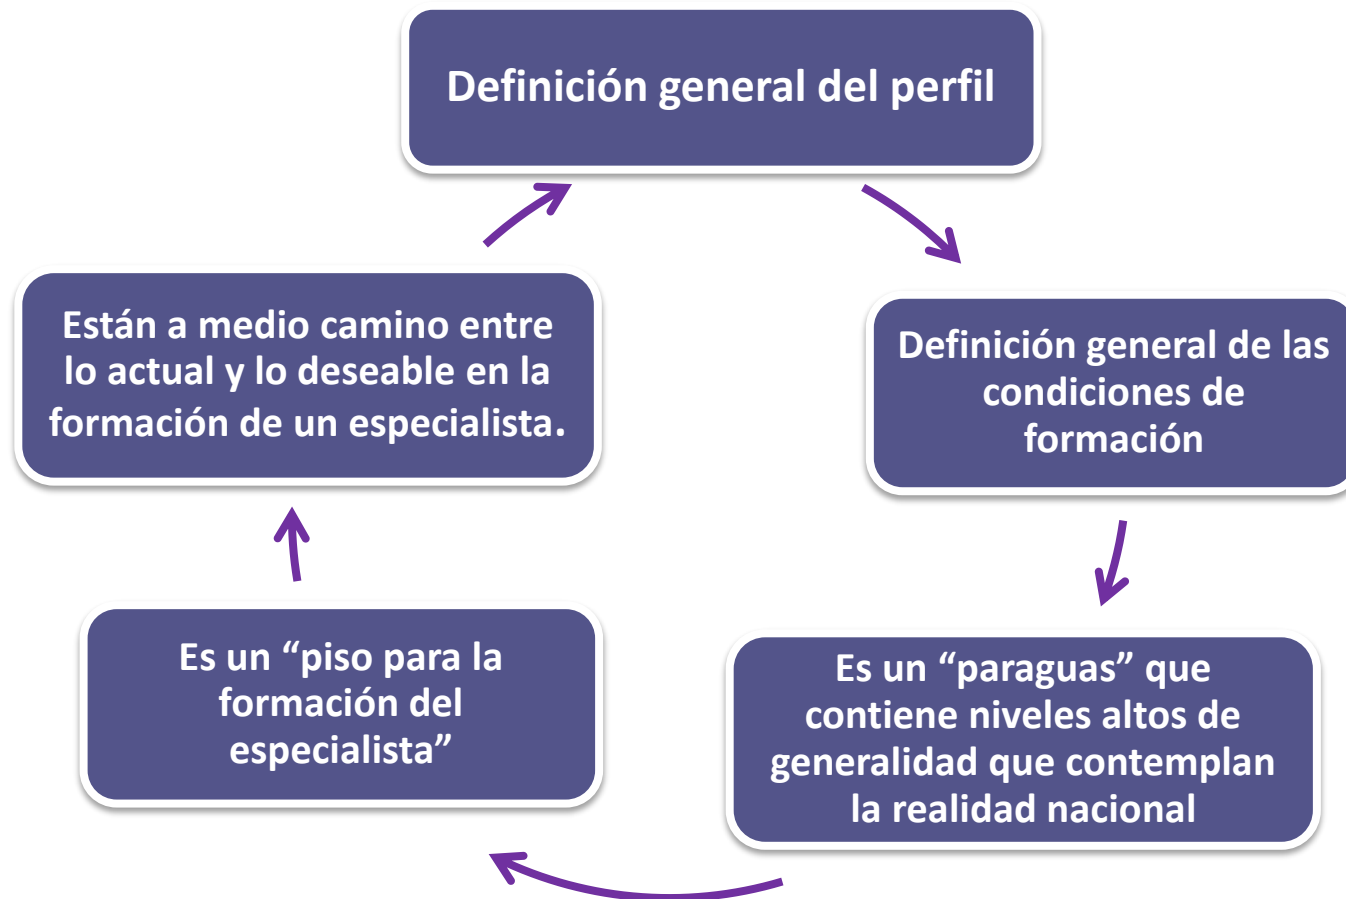 Definición general del perfil
Definición general de las
condiciones de
formación
Es un “paraguas” que
contiene niveles altos de
generalidad que contemplan
la realidad nacional
Es un “piso para la
formación del
especialista”
Están a medio camino entre
lo actual y lo deseable en la
formación de un especialista.